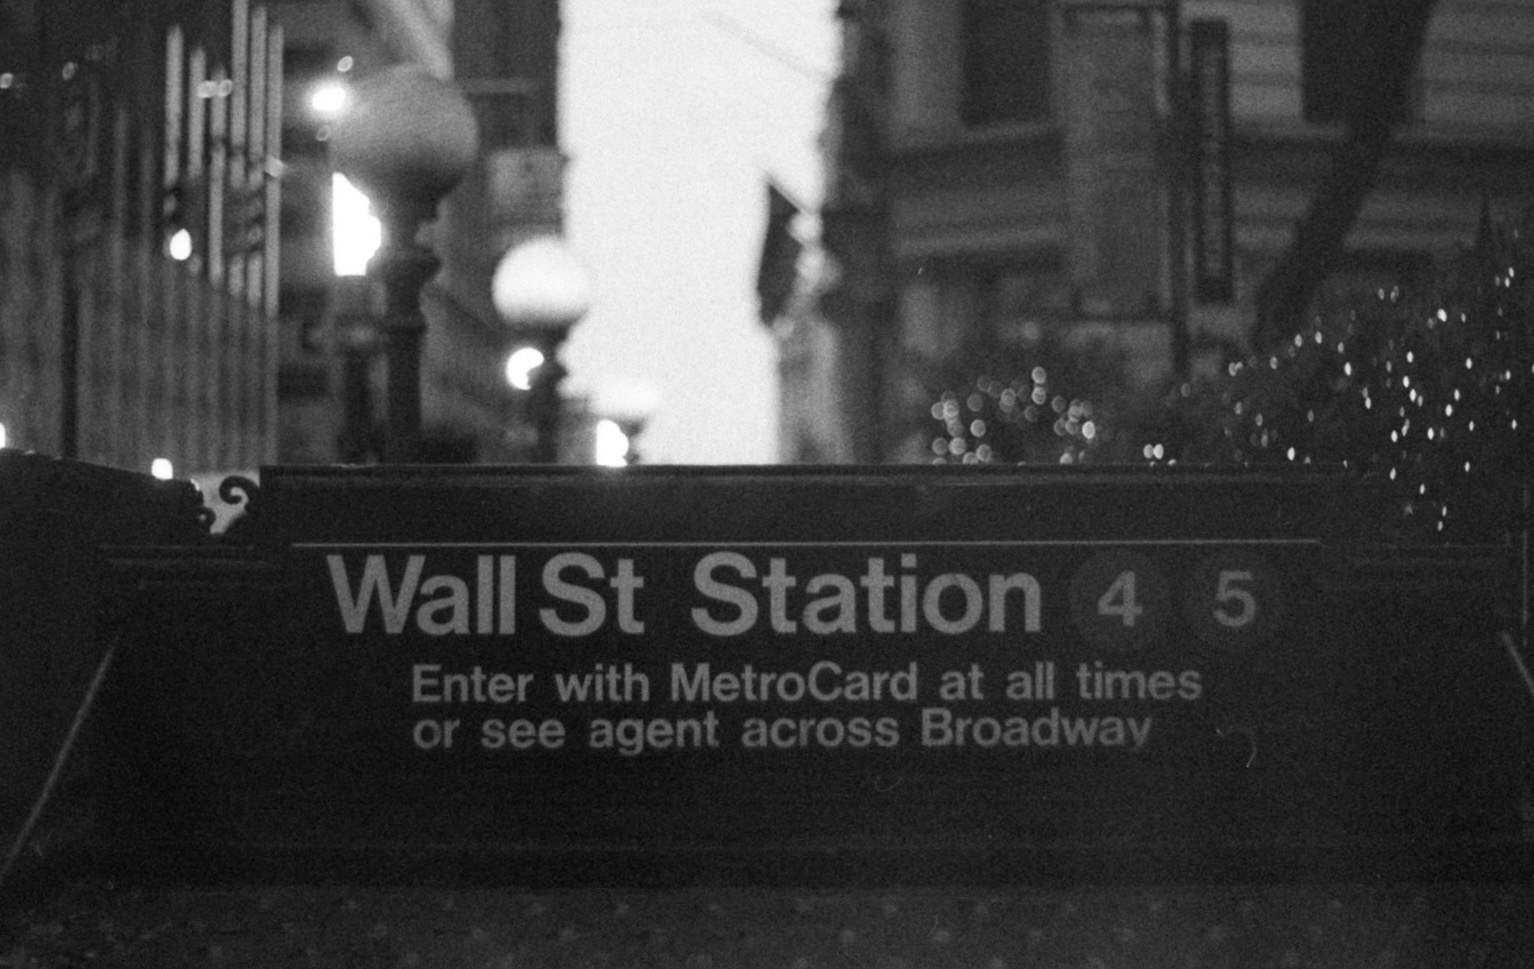 Wall St Station 4 5
Enter with MetroCard at all times
or see agent across Broadway